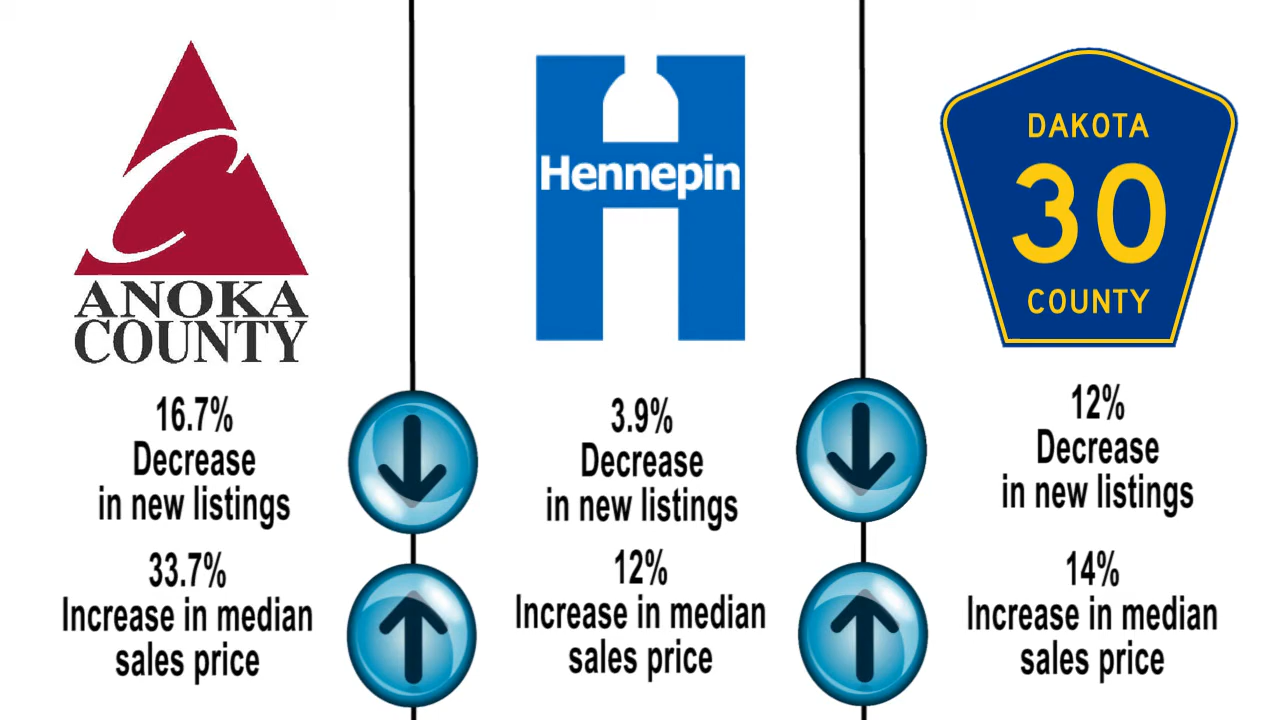 ANOKA
COUNTY
16.7%
Decrease
in new listings
33.7%
Increase in median
sales price
Hennepin
3.9%
Decrease
in new listings
12%
Increase in median
sales price
DAKOTA
30
COUNTY
12%
Decrease
in new listings
14%
Increase in median
sales price